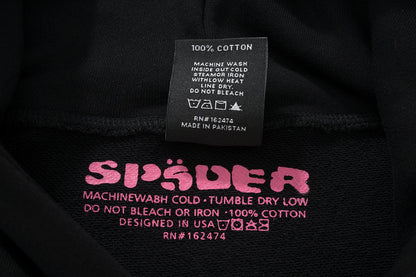 100% COTTON
MACHINE WASH
INSIDE OUT COLD
STEAMOR IRON
WITHLOW HEAT
LINE DRY.
DO NOT BLEACH
RN#162474
MADE IN PAKISTAN
SPäDER
MACHINEWABH COLD · TUMBLE DRY LOW
DO NOT BLEACH OR IRON · 100% COTTON
DESIGNED IN USA
RN#162474